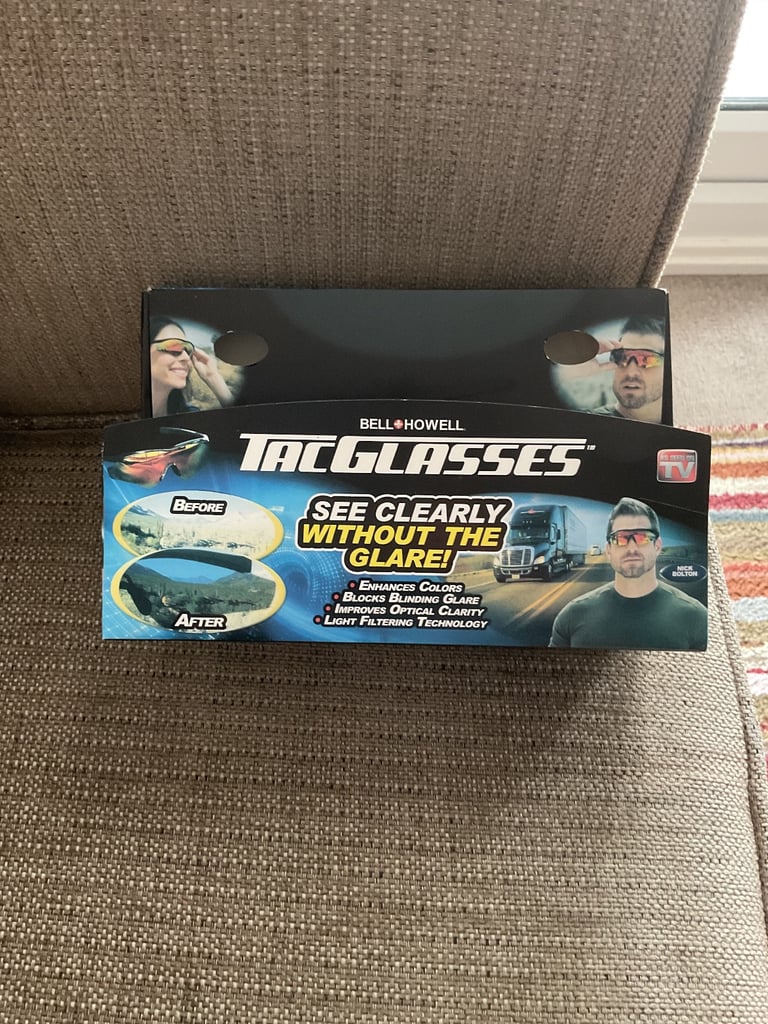 BELL+HOWELL
TACGLASSES™
AS SEEN ON
TV
BEFORE
AFTER
SEE CLEARLY
WITHOUT THE
GLARE!
• ENHANCES COLORS
• BLOCKS BLINDING GLARE
• IMPROVES OPTICAL CLARITY
• LIGHT FILTERING TECHNOLOGY
NICK
BOLTON